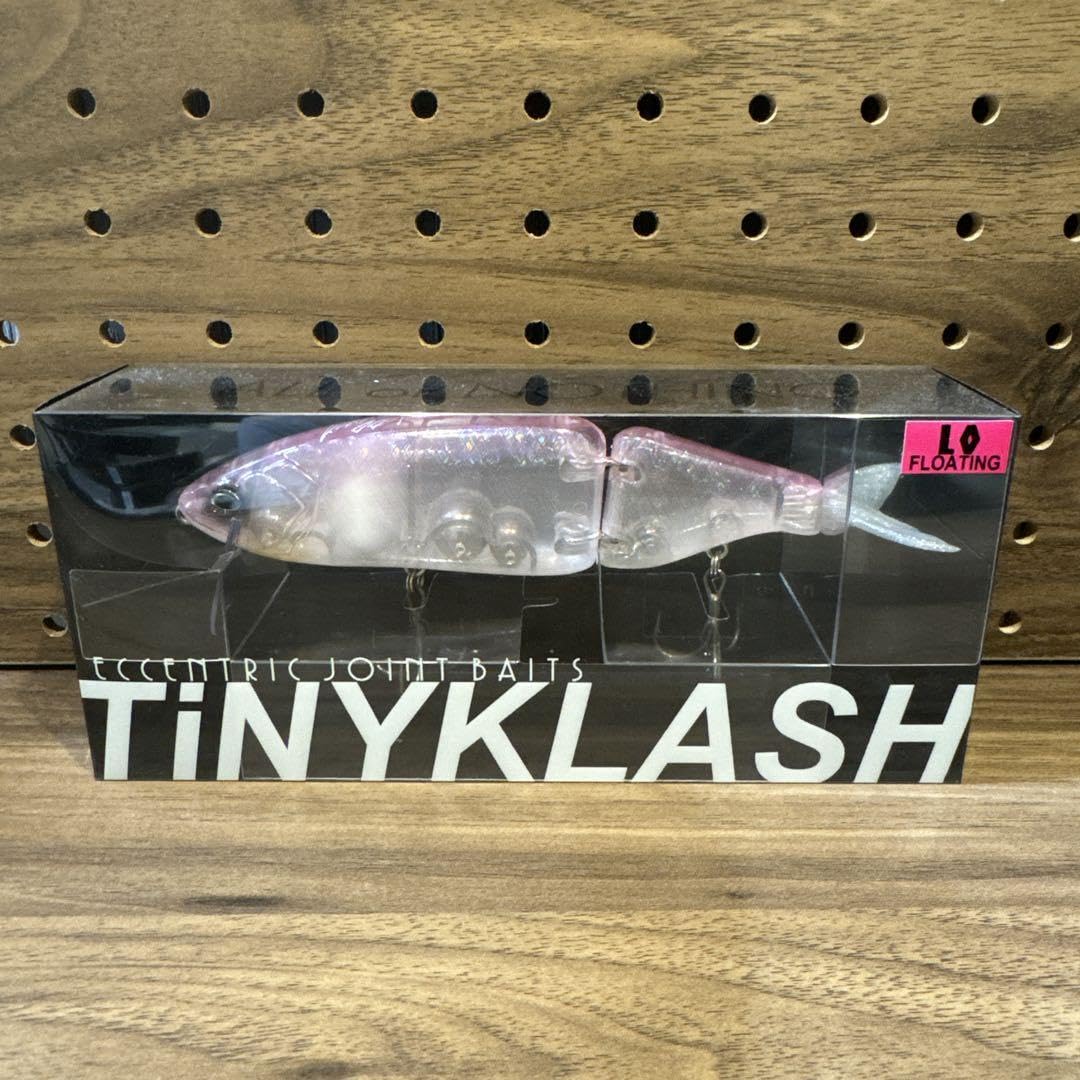 LO
FLOATING
ECCENTRIC JOINT BAITS
TiNYKLASH